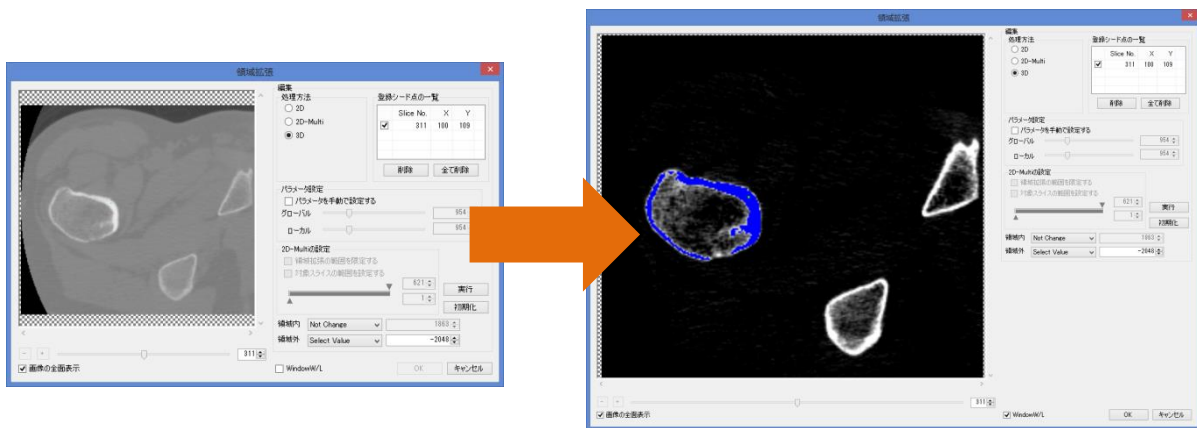 領域拡張
編集
処理方法
2D
2D-Multi
3D
登録シード点の一覧
Slice No. X Y
311 100 109
削除 全て削除
パラメータ設定
パラメータを手動で設定する
グローバル 954
ローカル 954
2D-Multiの設定
領域拡張の範囲を限定する
対象スライスの範囲を設定する
621
1
実行
初期化
領域内 Not Change 1863
領域外 Select Value -2048
311
画像の全面表示
WindowW/L
OK キャンセル
領域拡張
編集
処理方法
2D
2D-Multi
3D
登録シード点の一覧
Slice No. X Y
311 100 109
削除 全て削除
パラメータ設定
パラメータを手動で設定する
グローバル 954
ローカル 954
2D-Multiの設定
領域拡張の範囲を限定する
対象スライスの範囲を設定する
621
1
実行
初期化
領域内 Not Change 1863
領域外 Select Value -2048
311
画像の全面表示
WindowW/L
OK キャンセル